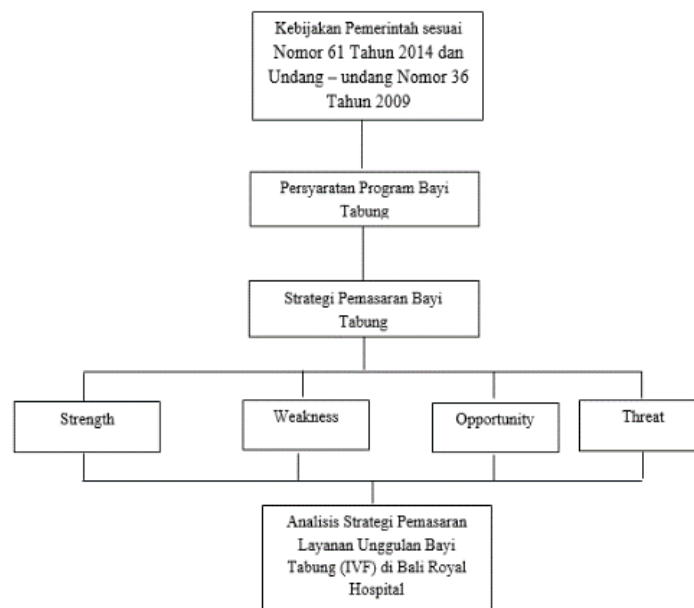 Kebijakan Pemerintah sesuai
Nomor 61 Tahun 2014 dan
Undang – undang Nomor 36
Tahun 2009
Persyaratan Program Bayi
Tabung
Strategi Pemasaran Bayi
Tabung
Strength
Weakness
Opportunity
Threat
Analisis Strategi Pemasaran
Layanan Unggulan Bayi
Tabung (IVF) di Bali Royal
Hospital